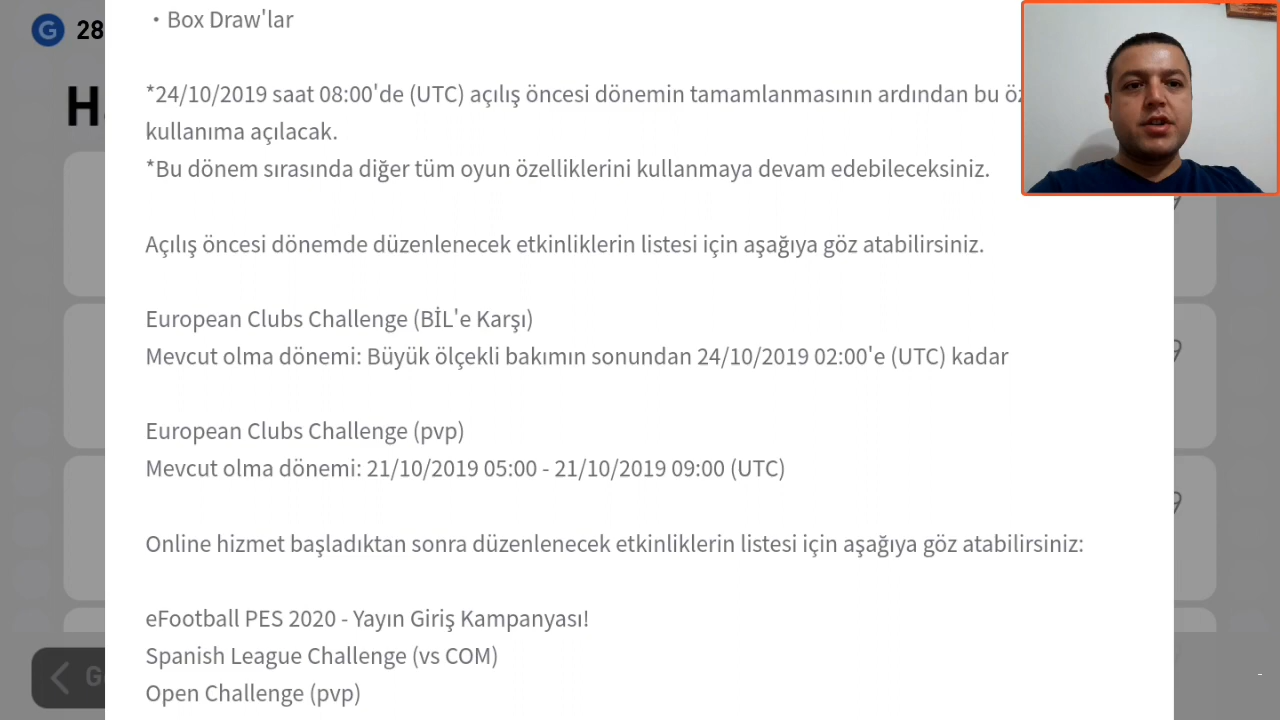 28
H
・Box Draw'lar
*24/10/2019 saat 08:00'de (UTC) açılış öncesi dönemin tamamlanmasının ardından bu
kullanıma açılacak.
*Bu dönem sırasında diğer tüm oyun özelliklerini kullanmaya devam edebileceksiniz.
Açılış öncesi dönemde düzenlenecek etkinliklerin listesi için aşağıya göz atabilirsiniz.
European Clubs Challenge (BİL'e Karşı)
Mevcut olma dönemi: Büyük ölçekli bakımın sonundan 24/10/2019 02:00'e (UTC) kadar
European Clubs Challenge (pvp)
Mevcut olma dönemi: 21/10/2019 05:00 - 21/10/2019 09:00 (UTC)
Online hizmet başladıktan sonra düzenlenecek etkinliklerin listesi için aşağıya göz atabilirsiniz:
eFootball PES 2020 - Yayın Giriş Kampanyası!
Spanish League Challenge (vs COM)
Open Challenge (pvp)